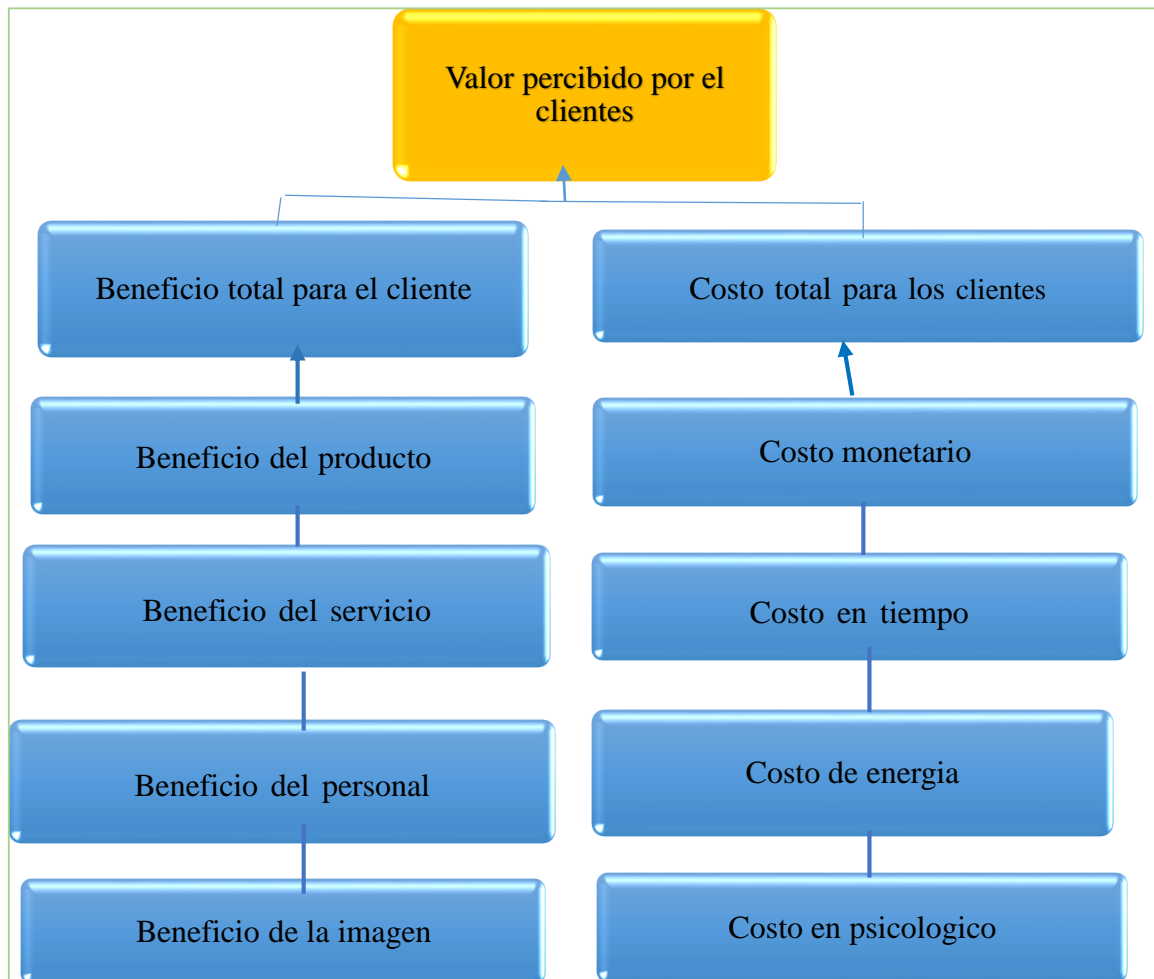 Valor percibido por el
clientes
Beneficio total para el cliente
Costo total para los clientes
Beneficio del producto
Costo monetario
Beneficio del servicio
Costo en tiempo
Beneficio del personal
Costo de energia
Beneficio de la imagen
Costo en psicologico